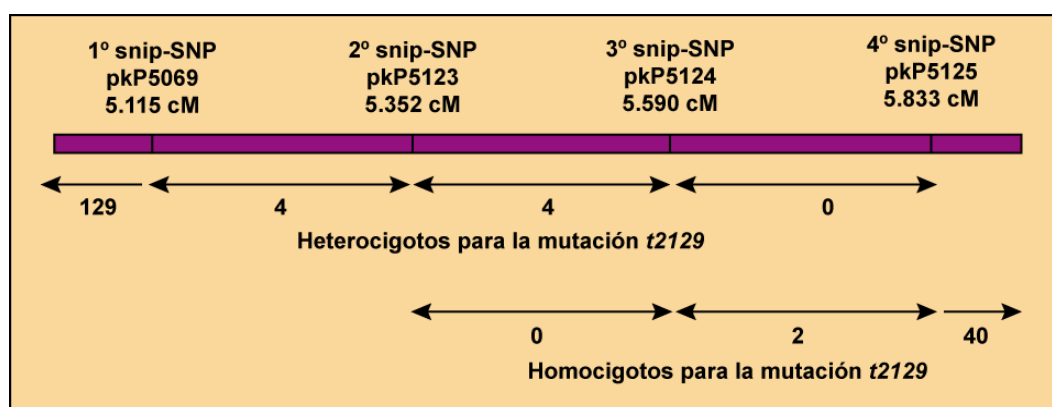 1º snip-SNP
pkP5069
5.115 cM
2º snip-SNP
pkP5123
5.352 cM
3º snip-SNP
pkP5124
5.590 cM
4º snip-SNP
pkP5125
5.833 cM
129
4
4
0
Heterocigotos para la mutación t2129
0
2
40
Homocigotos para la mutación t2129